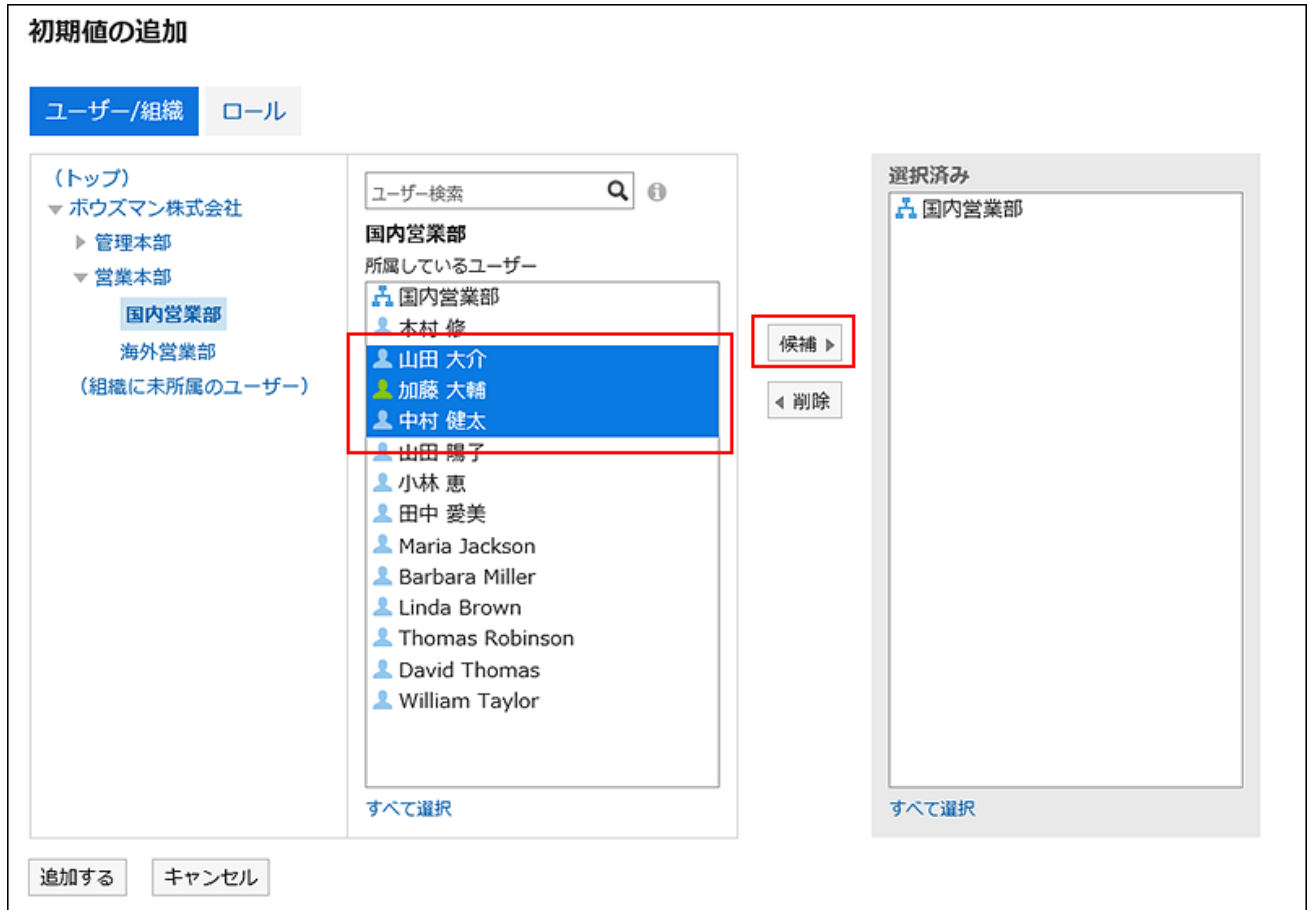 初期値の追加
ユーザー/組織
ロール
（トップ）
ボウズマン株式会社
管理本部
営業本部
国内営業部
海外営業部
（組織に未所属のユーザー）
ユーザー検索
国内営業部
所属しているユーザー
国内営業部
木村 修
山田 大介
加藤 大輔
中村 健太
山田 陽子
小林 恵
田中 愛美
Maria Jackson
Barbara Miller
Linda Brown
Thomas Robinson
David Thomas
William Taylor
すべて選択
候補
削除
選択済み
国内営業部
すべて選択
追加する
キャンセル